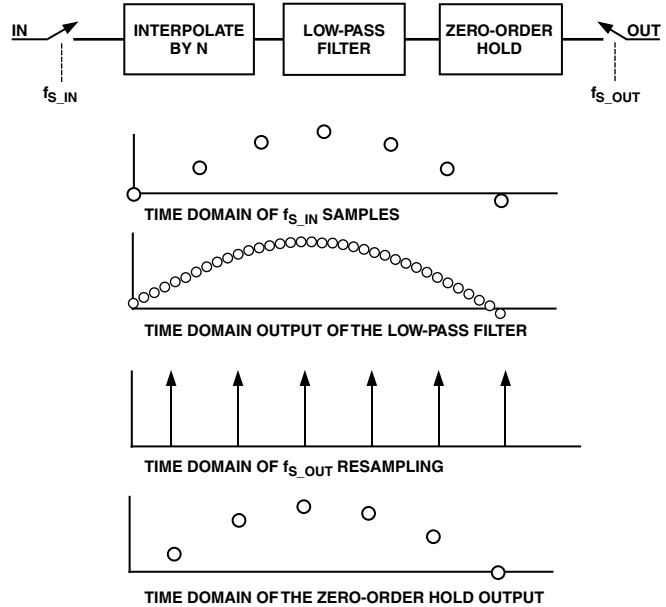 IN
INTERPOLATE
BY N
LOW-PASS
FILTER
ZERO-ORDER
HOLD
OUT
fS_IN
fS_OUT
TIME DOMAIN OF fS_IN SAMPLES
TIME DOMAIN OUTPUT OF THE LOW-PASS FILTER
TIME DOMAIN OF fS_OUT RESAMPLING
TIME DOMAIN OF THE ZERO-ORDER HOLD OUTPUT